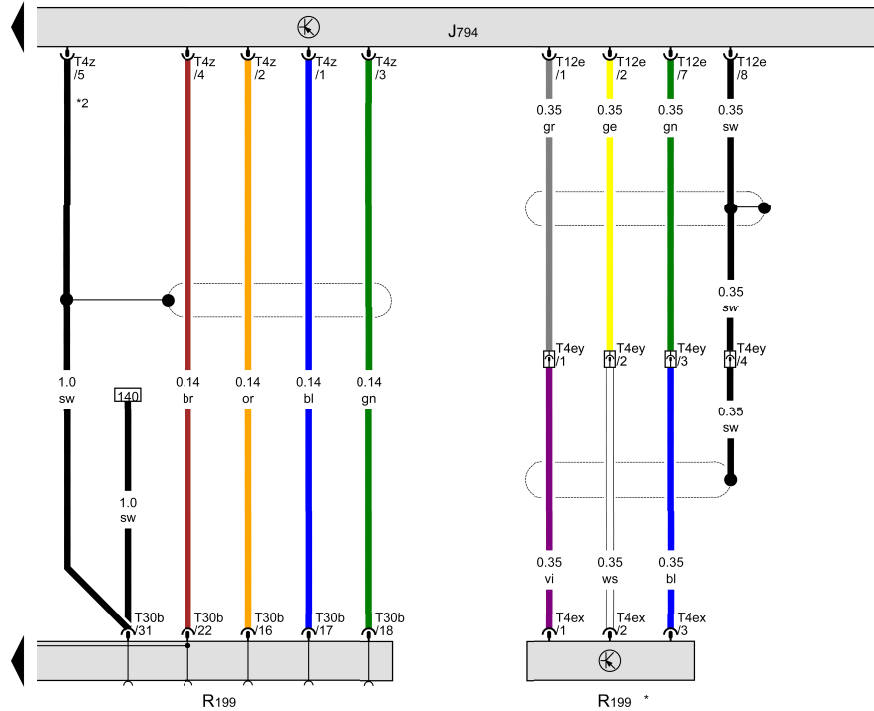 J794
T4z T4z T4z T4z T4z T12e T12e T12e T12e
/5 /4 /2 /1 /3 /1 /2 /7 /8
*2
0.35 0.35 0.35 0.35
gr ge gn sw
0.35
sw
T4ey T4ey T4ey T4ey
/1 /2 /3 /4
1.0 0.14 0.14 0.14 0.14
sw br or bl gn
140
0.35
sw
1.0
sw
0.35 0.35 0.35
vi ws bl
T30b T30b T30b T30b T30b T4ex T4ex T4ex
/31 /22 /16 /17 /18 /1 /2 /3
R199 R199 *